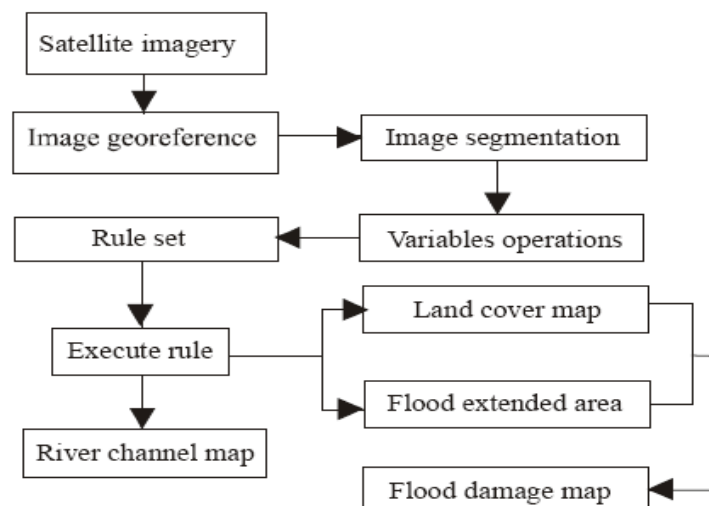 Satellite imagery
Image georeference
Image segmentation
Rule set
Variables operations
Land cover map
Execute rule
Flood extended area
River channel map
Flood damage map